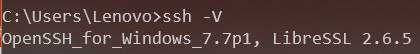 C:\Users\Lenovo>ssh -V
OpenSSH_for_Windows_7.7p1, LibreSSL 2.6.5